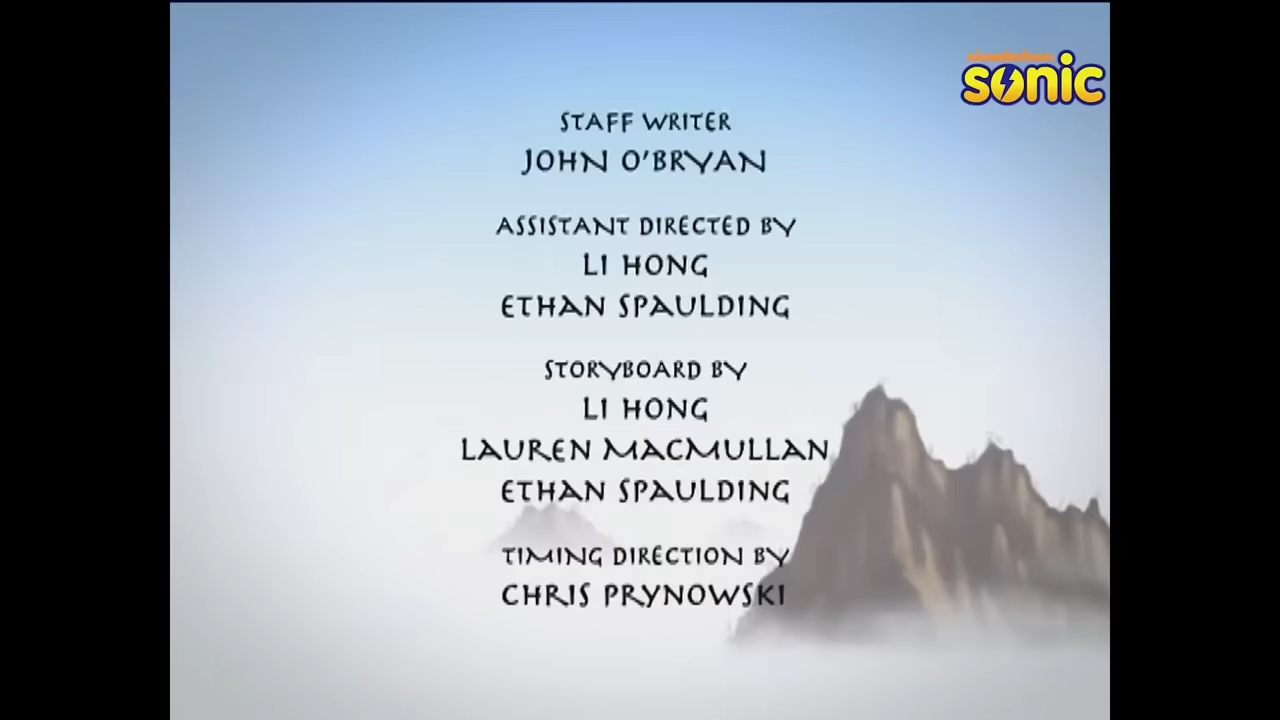 nickelodeon
sonic
STAFF WRITER
JOHN O'BRYAN
ASSISTANT DIRECTED BY
LI HONG
ETHAN SPAULDING
STORYBOARD BY
LI HONG
LAUREN MACMULLAN
ETHAN SPAULDING
TIMING DIRECTION BY
CHRIS PRYNOWSKI